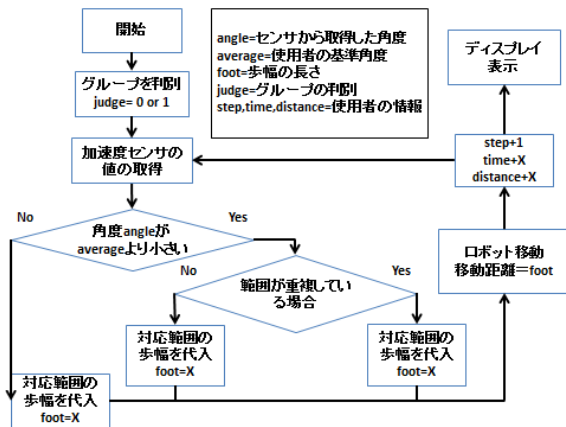 開始
グループを判別
judge= 0 or 1
加速度センサの
値の取得
angle=センサから取得した角度
average=使用者の基準角度
foot=歩幅の長さ
judge=グループの判別
step,time,distance=使用者の情報
ディスプレイ
表示
step+1
time+X
distance+X
No
Yes
角度angleが
averageより小さい
No
Yes
範囲が重複してい
る場合
ロボット移動
移動距離＝foot
対応範囲の
歩幅を代入
foot=X
対応範囲の
歩幅を代入
foot=X
対応範囲の
歩幅を代入
foot=X